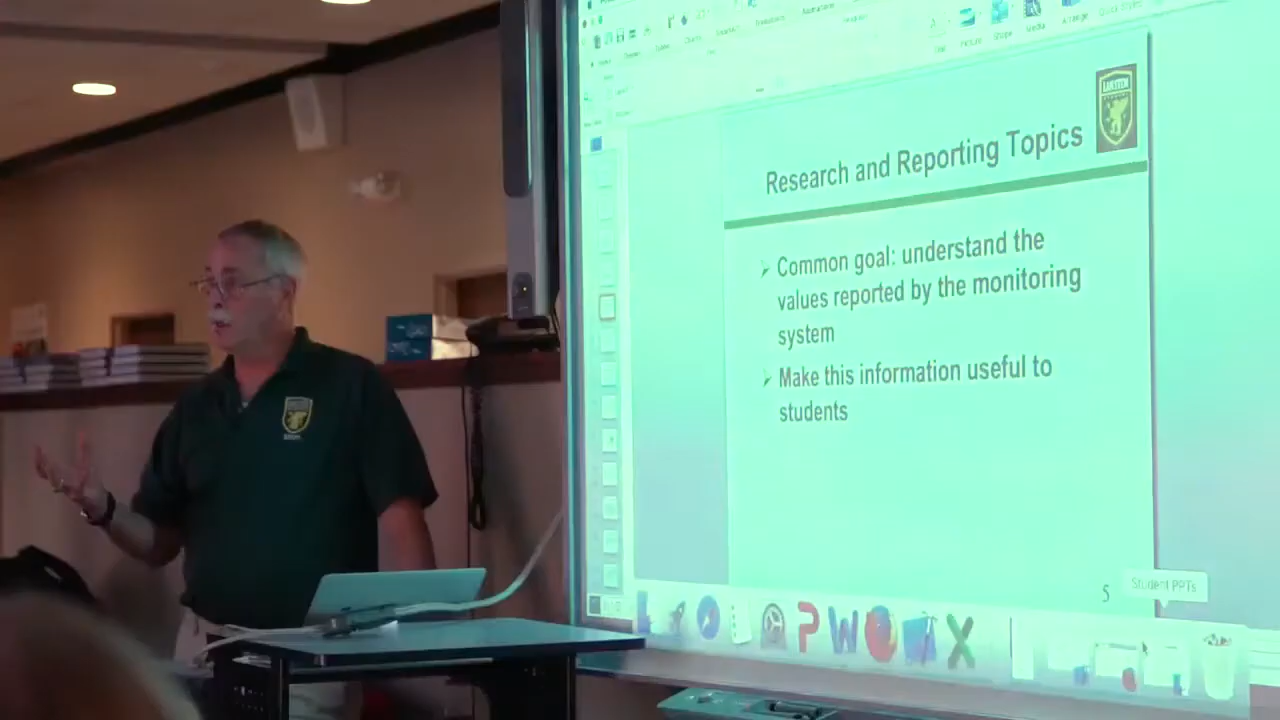 Research and Reporting Topics
Common goal: understand the
values reported by the monitoring
system
Make this information useful to
students
5
Student PPTs